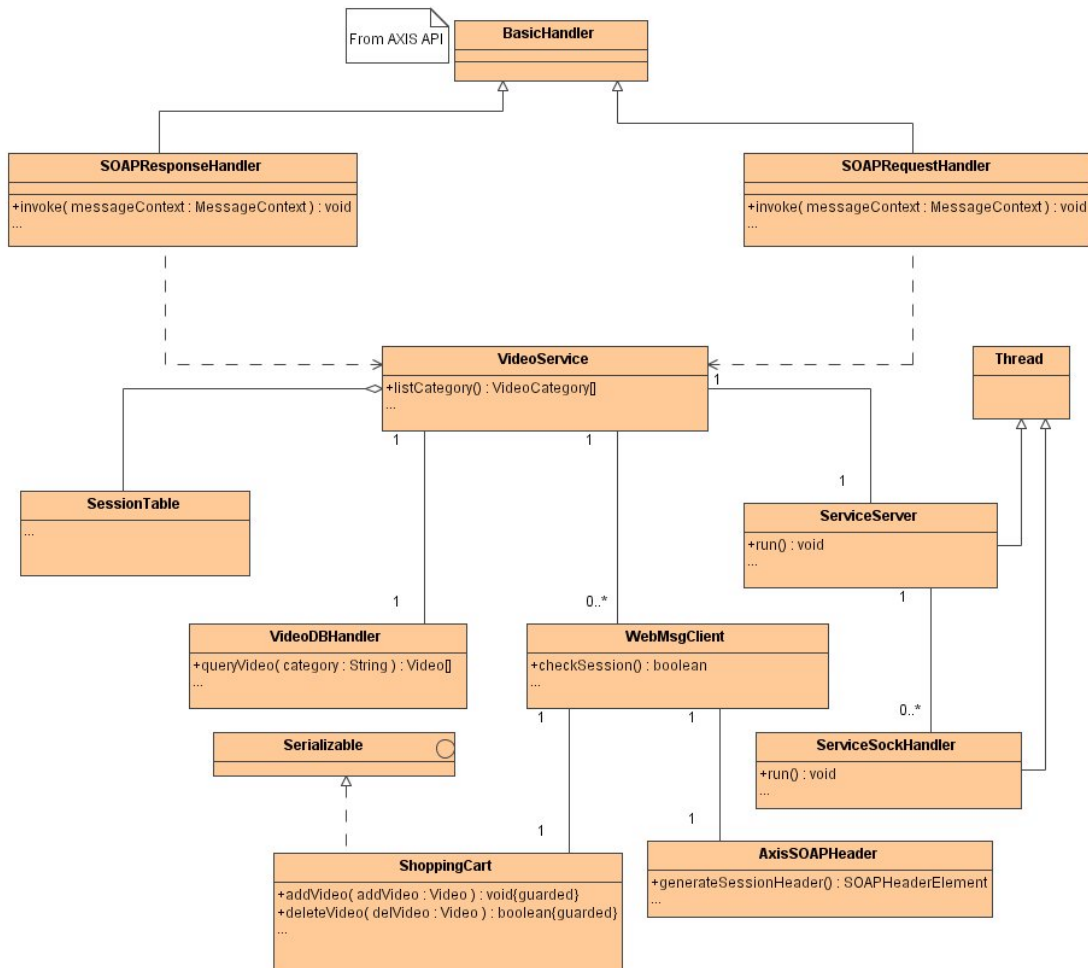 From AXIS API
BasicHandler
SOAPResponseHandler
+invoke( messageContext : MessageContext ) : void
...
SOAPRequestHandler
+invoke( messageContext : MessageContext ) : void
...
VideoService
+listCategory() : VideoCategory[]
...
Thread
1
1
1
1
SessionTable
...
ServiceServer
+run() : void
...
1
1
0..*
VideoDBHandler
+queryVideo( category : String ) : Video[]
...
WebMsgClient
+checkSession() : boolean
...
1
1
0..*
Serializable
ServiceSockHandler
+run() : void
...
1
1
ShoppingCart
+addVideo( addVideo : Video ) : void{guarded}
+deleteVideo( delVideo : Video ) : boolean{guarded}
...
AxisSOAPHeader
+generateSessionHeader() : SOAPHeaderElement
...